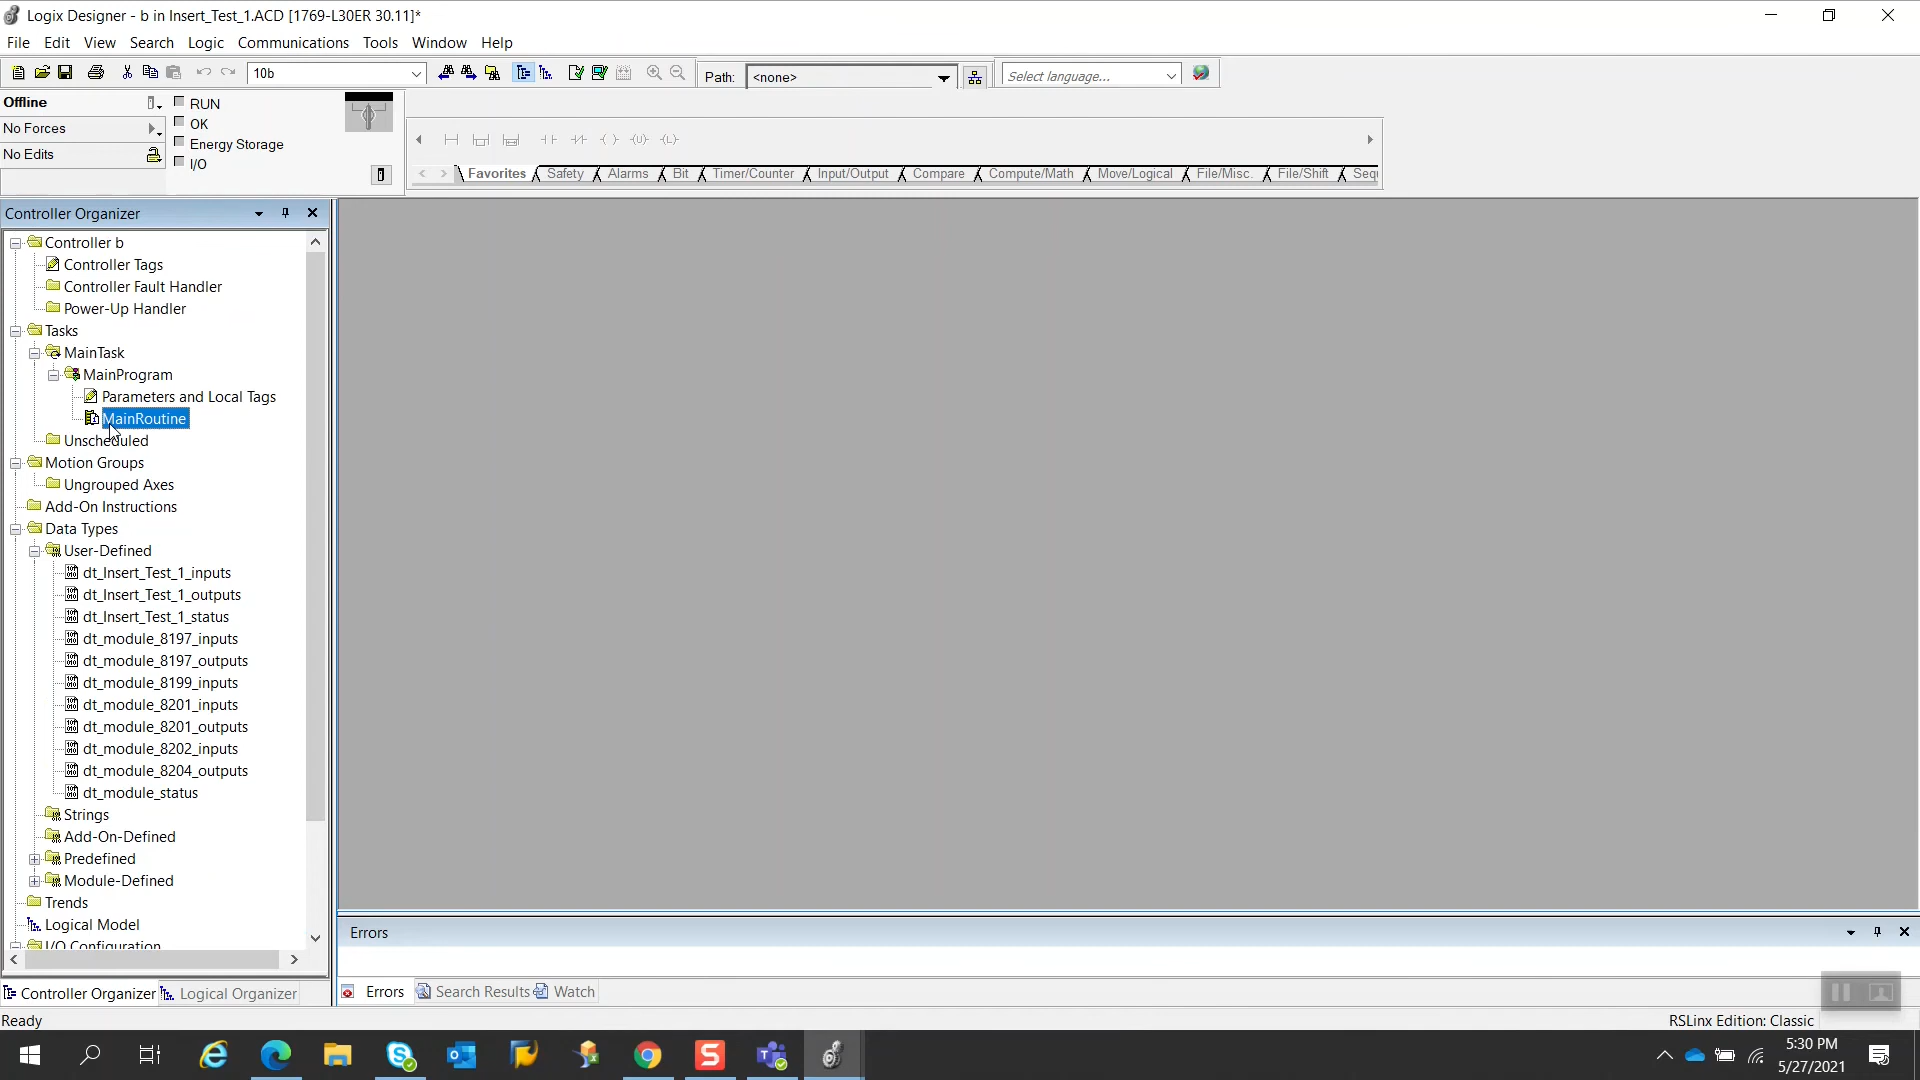 Logix Designer - b in Insert_Test_1.ACD [1769-L30ER 30.11]*
File Edit View Search Logic Communications Tools Window Help
10b
Path: <none>
Select language...
Offline
RUN
No Forces
OK
Energy Storage
No Edits
I/O
Favorites Safety Alarms Bit Timer/Counter Input/Output Compare Compute/Math Move/Logical File/Misc. File/Shift Sequ
Controller Organizer
Controller b
Controller Tags
Controller Fault Handler
Power-Up Handler
Tasks
MainTask
MainProgram
Parameters and Local Tags
MainRoutine
Unscheduled
Motion Groups
Ungrouped Axes
Add-On Instructions
Data Types
User-Defined
dt_Insert_Test_1_inputs
dt_Insert_Test_1_outputs
dt_Insert_Test_1_status
dt_module_8197_inputs
dt_module_8197_outputs
dt_module_8199_inputs
dt_module_8201_inputs
dt_module_8201_outputs
dt_module_8202_inputs
dt_module_8204_outputs
dt_module_status
Strings
Add-On-Defined
Predefined
Module-Defined
Trends
Logical Model
I/O Configuration
Controller Organizer Logical Organizer
Errors
Errors Search Results Watch
Ready
RSLinx Edition: Classic
5:30 PM
5/27/2021